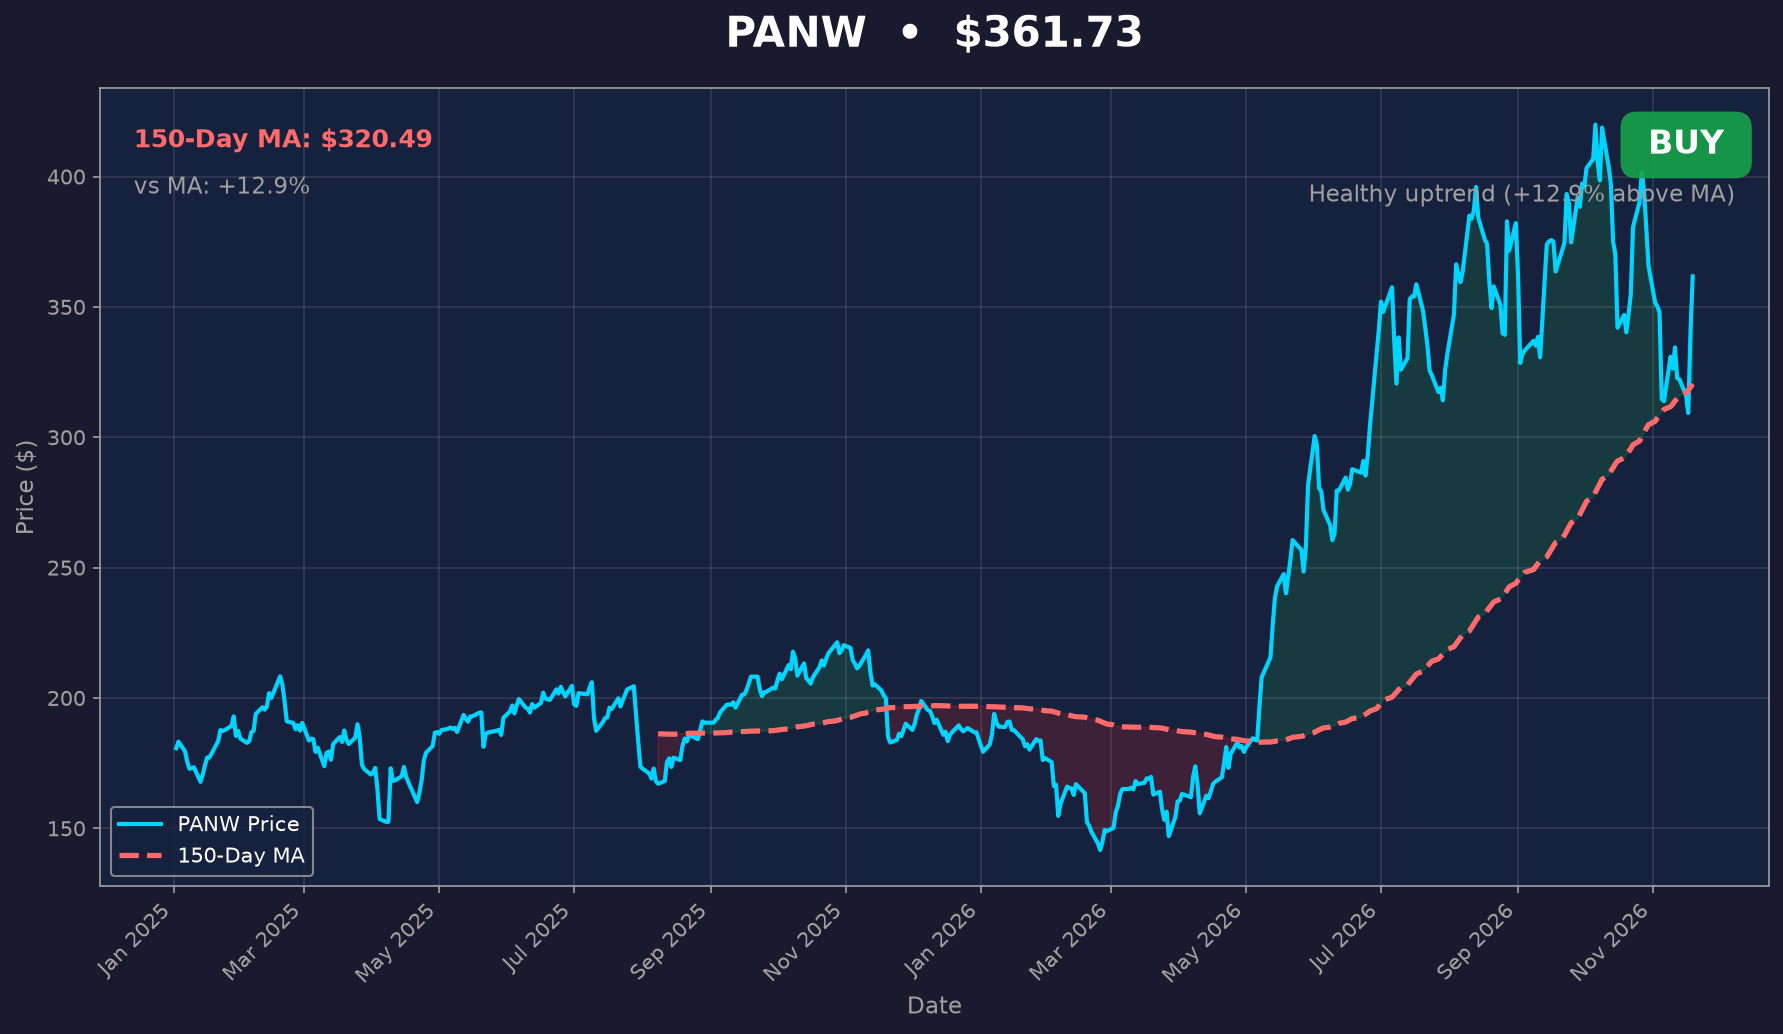 PANW • $361.73
150-Day MA: $320.49
vs MA: +12.9%
BUY
Healthy uptrend (+12.9% above MA)
Price ($)
400
350
300
250
200
150
PANW Price
150-Day MA
Jan 2025
Mar 2025
May 2025
Jul 2025
Sep 2025
Nov 2025
Jan 2026
Mar 2026
May 2026
Jul 2026
Sep 2026
Nov 2026
Date